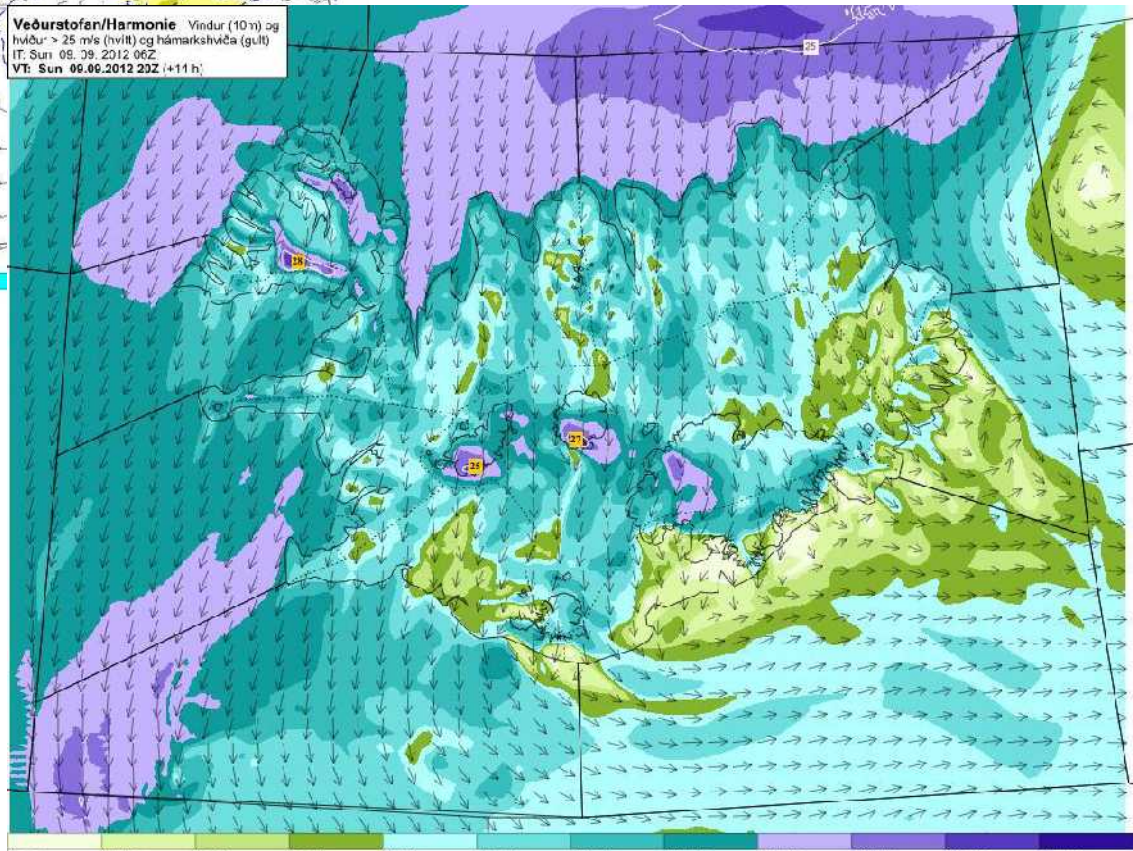 Veðurstofan/Harmonie Vindur (10m) og
hviður > 25 m/s (hvítt) og hámarkshviða (gult)
IT: Sun 09.09.2012 06Z
VT: Sun 09.09.2012 20Z (+11 h)
25
28
27
25